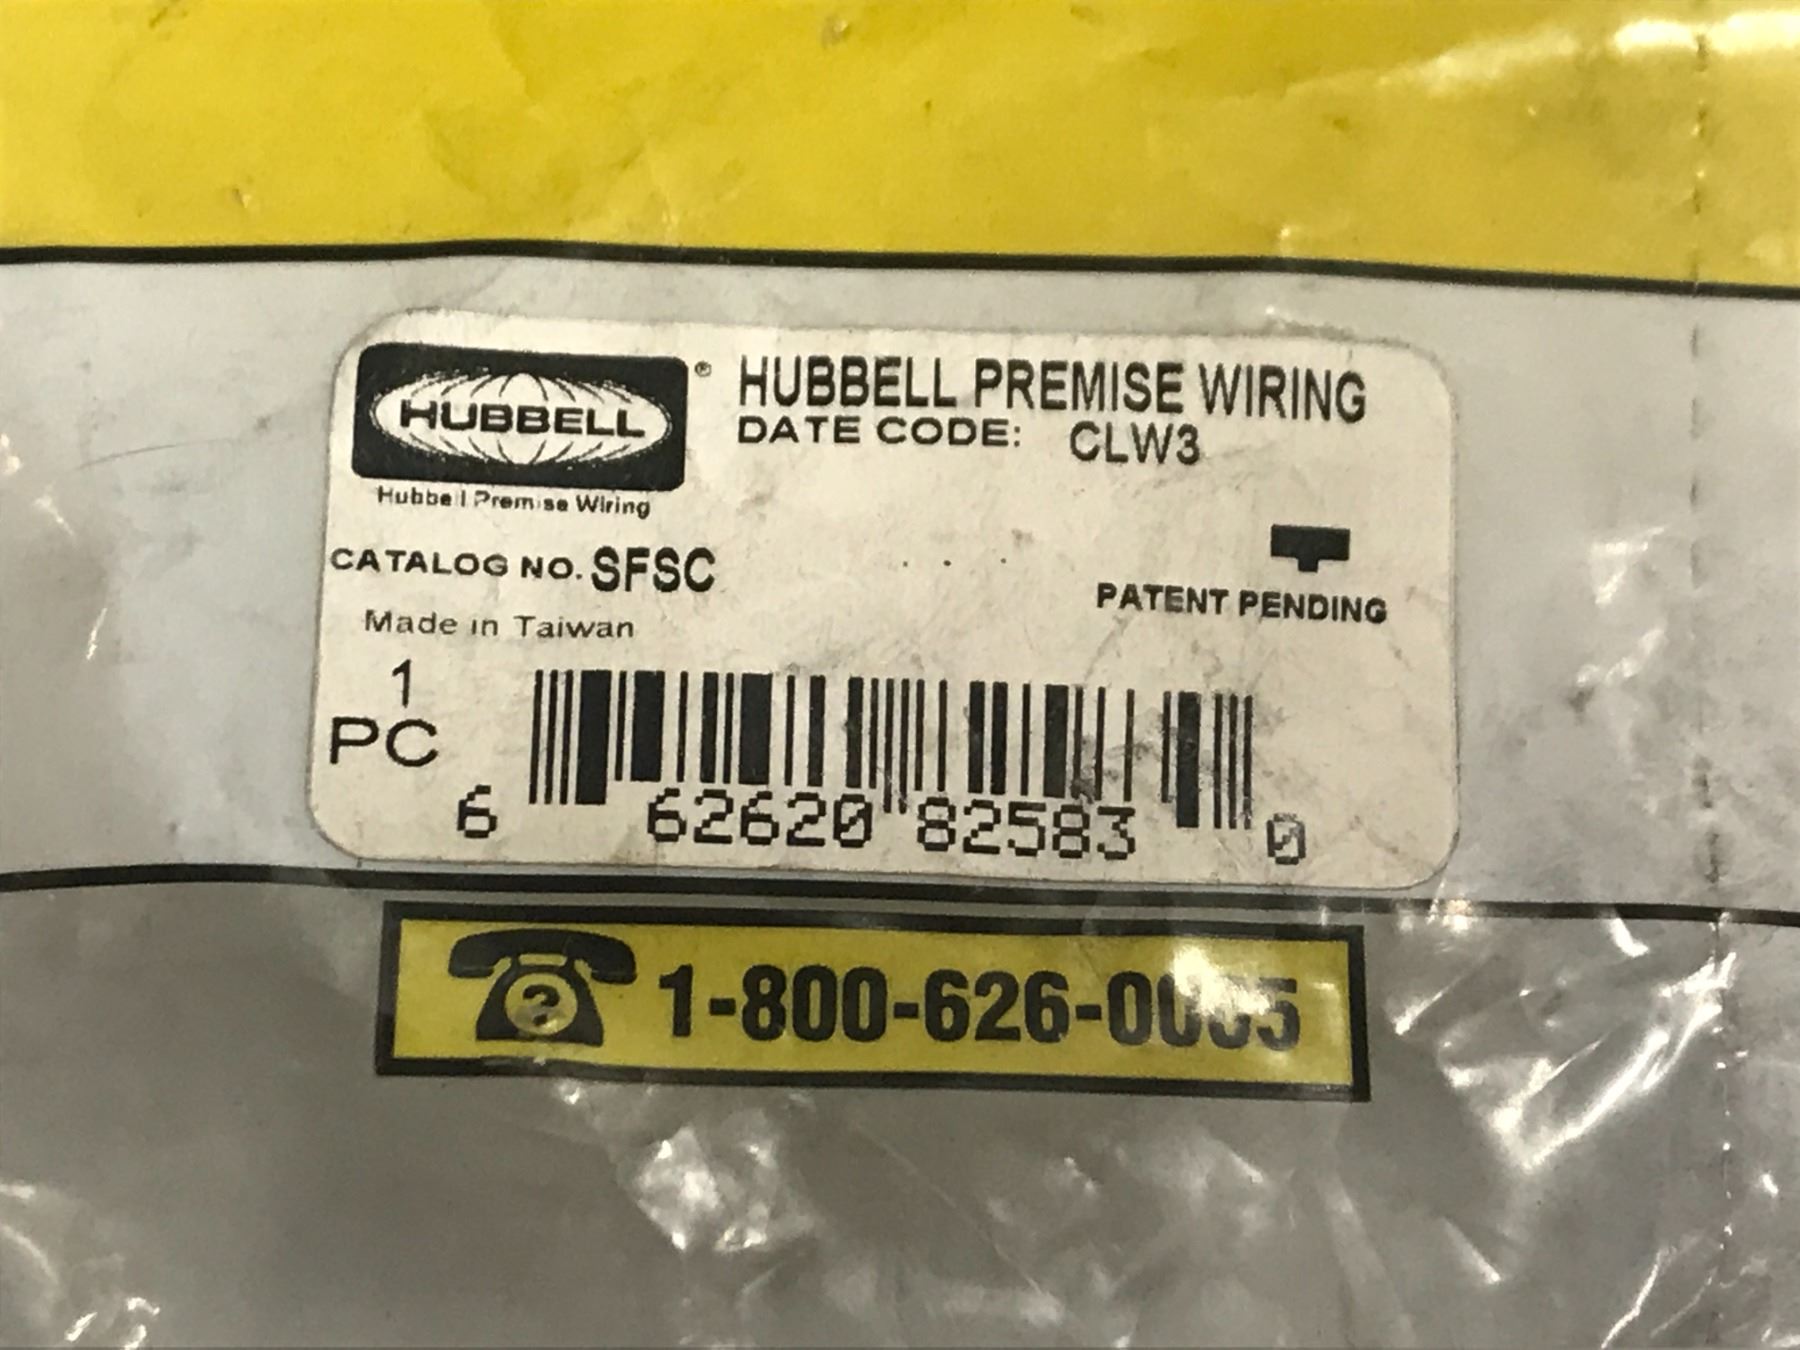 HUBBELL ®
Hubbell Premise Wiring
HUBBELL PREMISE WIRING
DATE CODE: CLW3
CATALOG NO. SFSC
PATENT PENDING
Made in Taiwan
1
PC
6 62620 82583 0
?